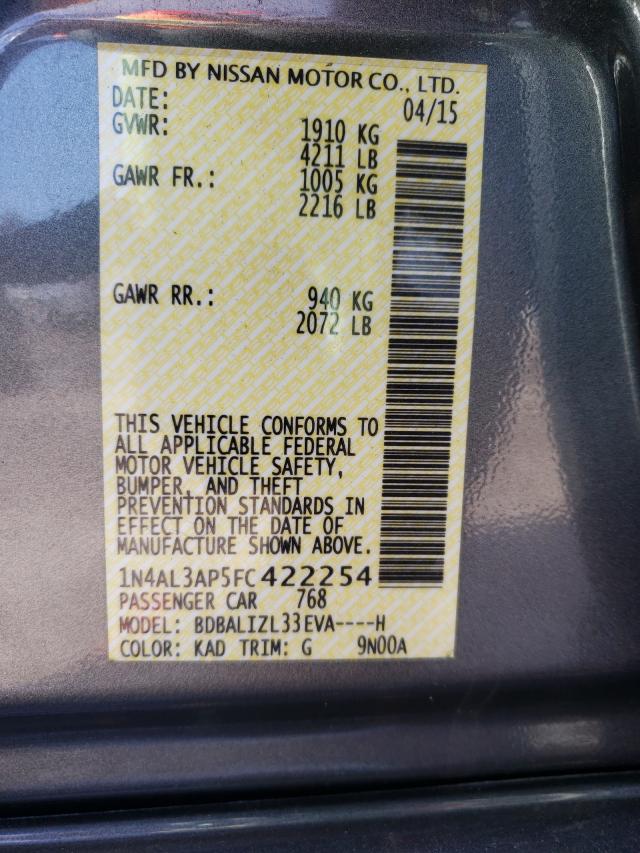 MFD BY NISSAN MOTOR CO., LTD.
DATE: 04/15
GVWR: 1910 KG
4211 LB
GAWR FR.: 1005 KG
2216 LB
GAWR RR.: 940 KG
2072 LB
THIS VEHICLE CONFORMS TO
ALL APPLICABLE FEDERAL
MOTOR VEHICLE SAFETY,
BUMPER, AND THEFT
PREVENTION STANDARDS IN
EFFECT ON THE DATE OF
MANUFACTURE SHOWN ABOVE.
1N4AL3AP5FC422254
PASSENGER CAR 768
MODEL: BDBALIZL33EVA----H
COLOR: KAD TRIM: G 9N00A